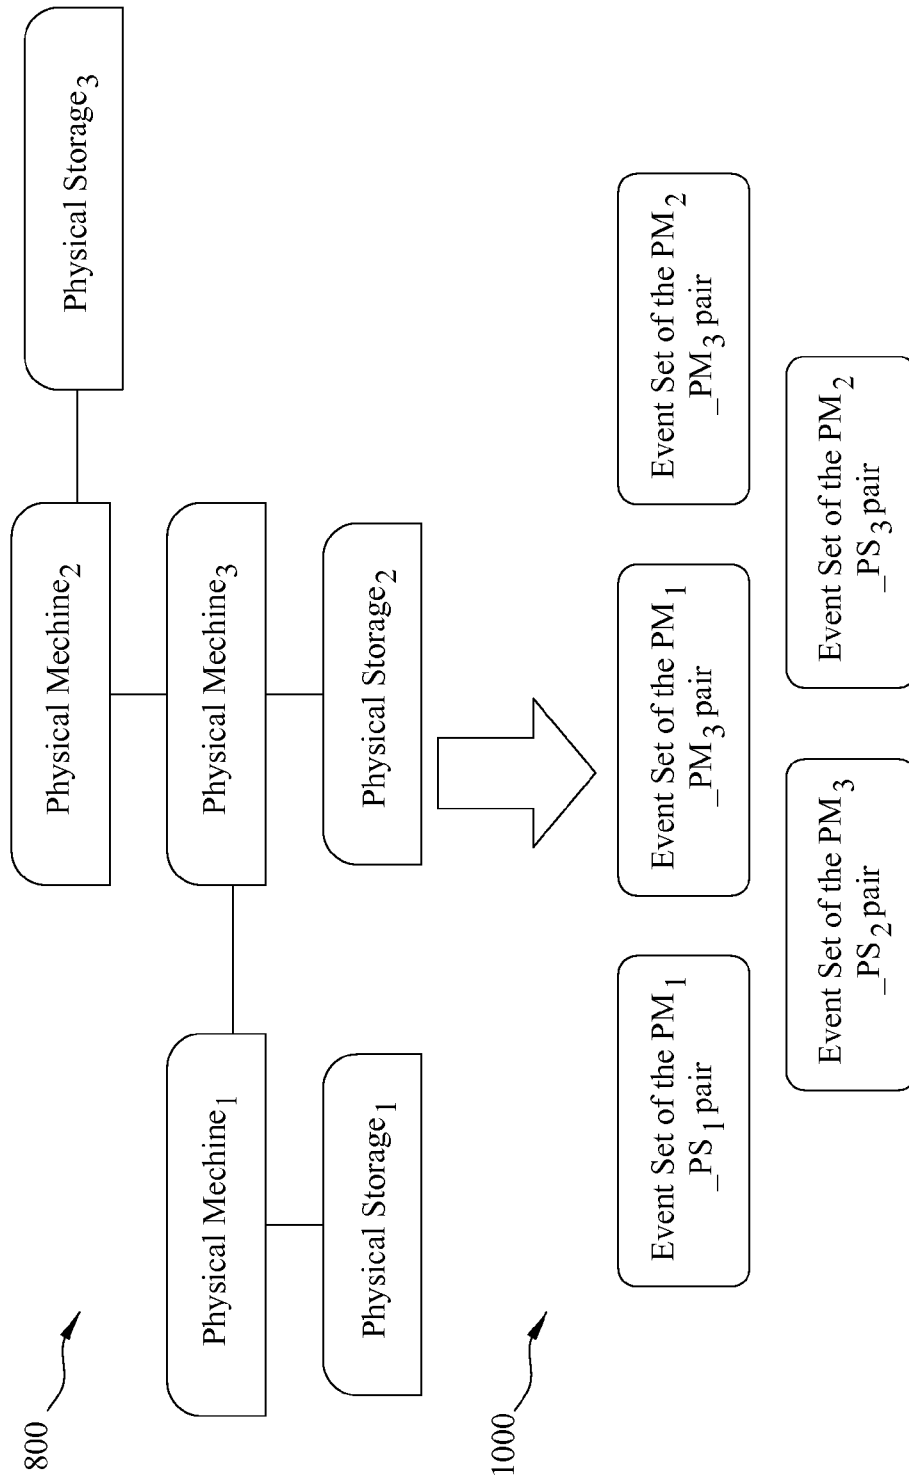 800
Physical Mechine2
Physical Storage3
Physical Mechine1
Physical Mechine3
Physical Storage1
Physical Storage2
1000
Event Set of the PM1
_PS1 pair
Event Set of the PM1
_PM3 pair
Event Set of the PM2
_PM3 pair
Event Set of the PM3
_PS2 pair
Event Set of the PM2
_PS3 pair